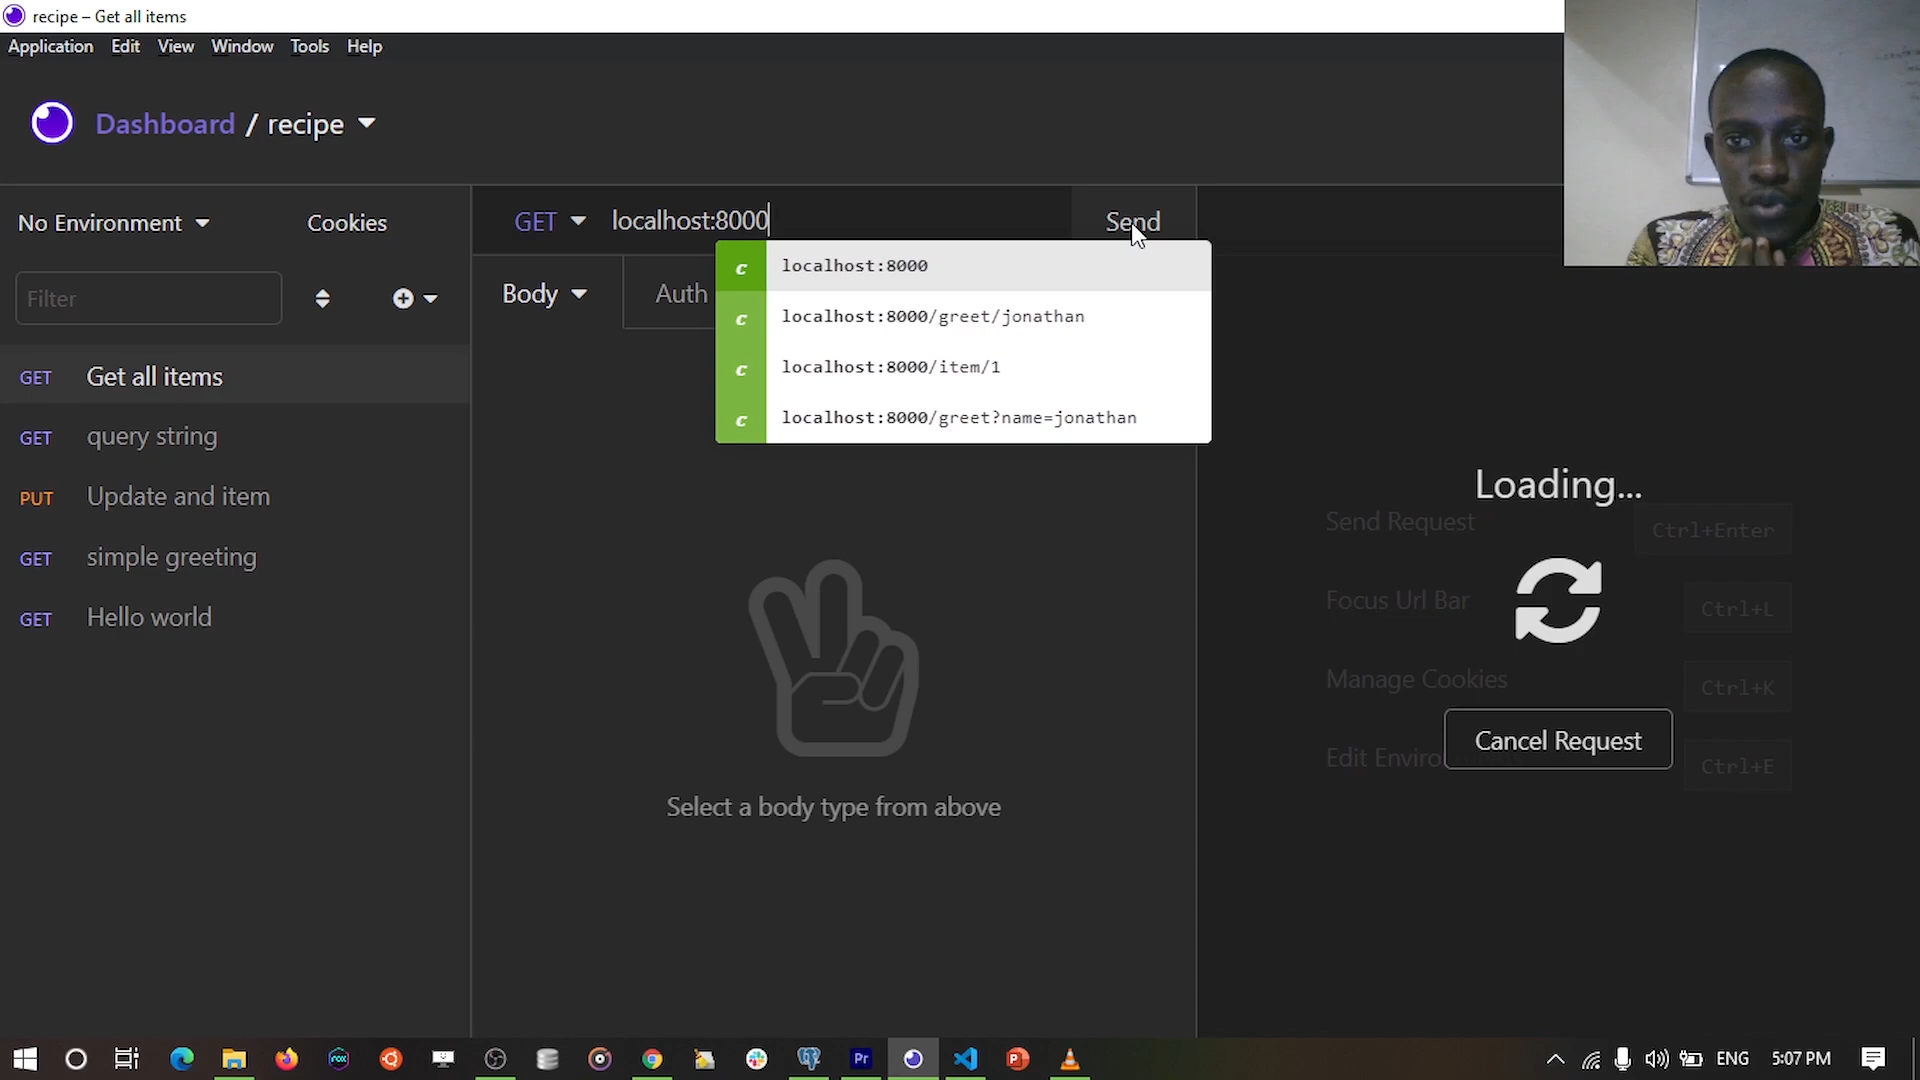 recipe – Get all items
Application Edit View Window Tools Help
Dashboard / recipe
No Environment Cookies
GET localhost:8000 Send
Filter
Body Auth
c localhost:8000
c localhost:8000/greet/jonathan
c localhost:8000/item/1
c localhost:8000/greet?name=jonathan
GET Get all items
GET query string
PUT Update and item
GET simple greeting
GET Hello world
Select a body type from above
Loading...
Send Request Ctrl+Enter
Focus Url Bar Ctrl+L
Manage Cookies Ctrl+K
Cancel Request
Edit Enviro Ctrl+E
nox
Pr
P
ENG 5:07 PM